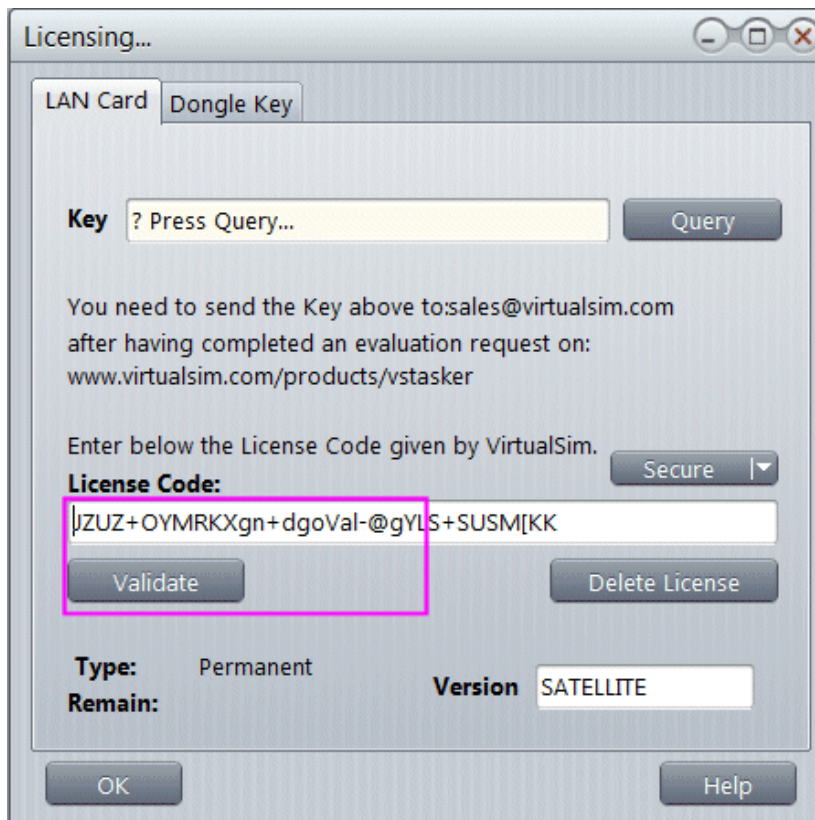 Licensing...
LAN Card Dongle Key
Key ? Press Query... Query
You need to send the Key above to:sales@virtualsim.com
after having completed an evaluation request on:
www.virtualsim.com/products/vstasker
Enter below the License Code given by VirtualSim.
Secure
License Code:
JZUZ+OYMRKXgn+dgoVal-@gYLS+SUSM[KK
Validate Delete License
Type: Permanent
Version SATELLITE
Remain:
OK Help